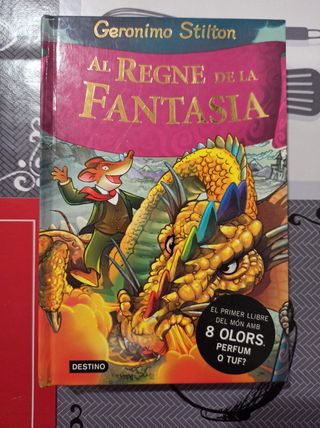 Geronimo Stilton
AL REGNE DE LA
FANTASIA
EL PRIMER LLIBRE
DEL MÓN AMB
8 OLORS.
PERFUM
O TUF?
DESTINO